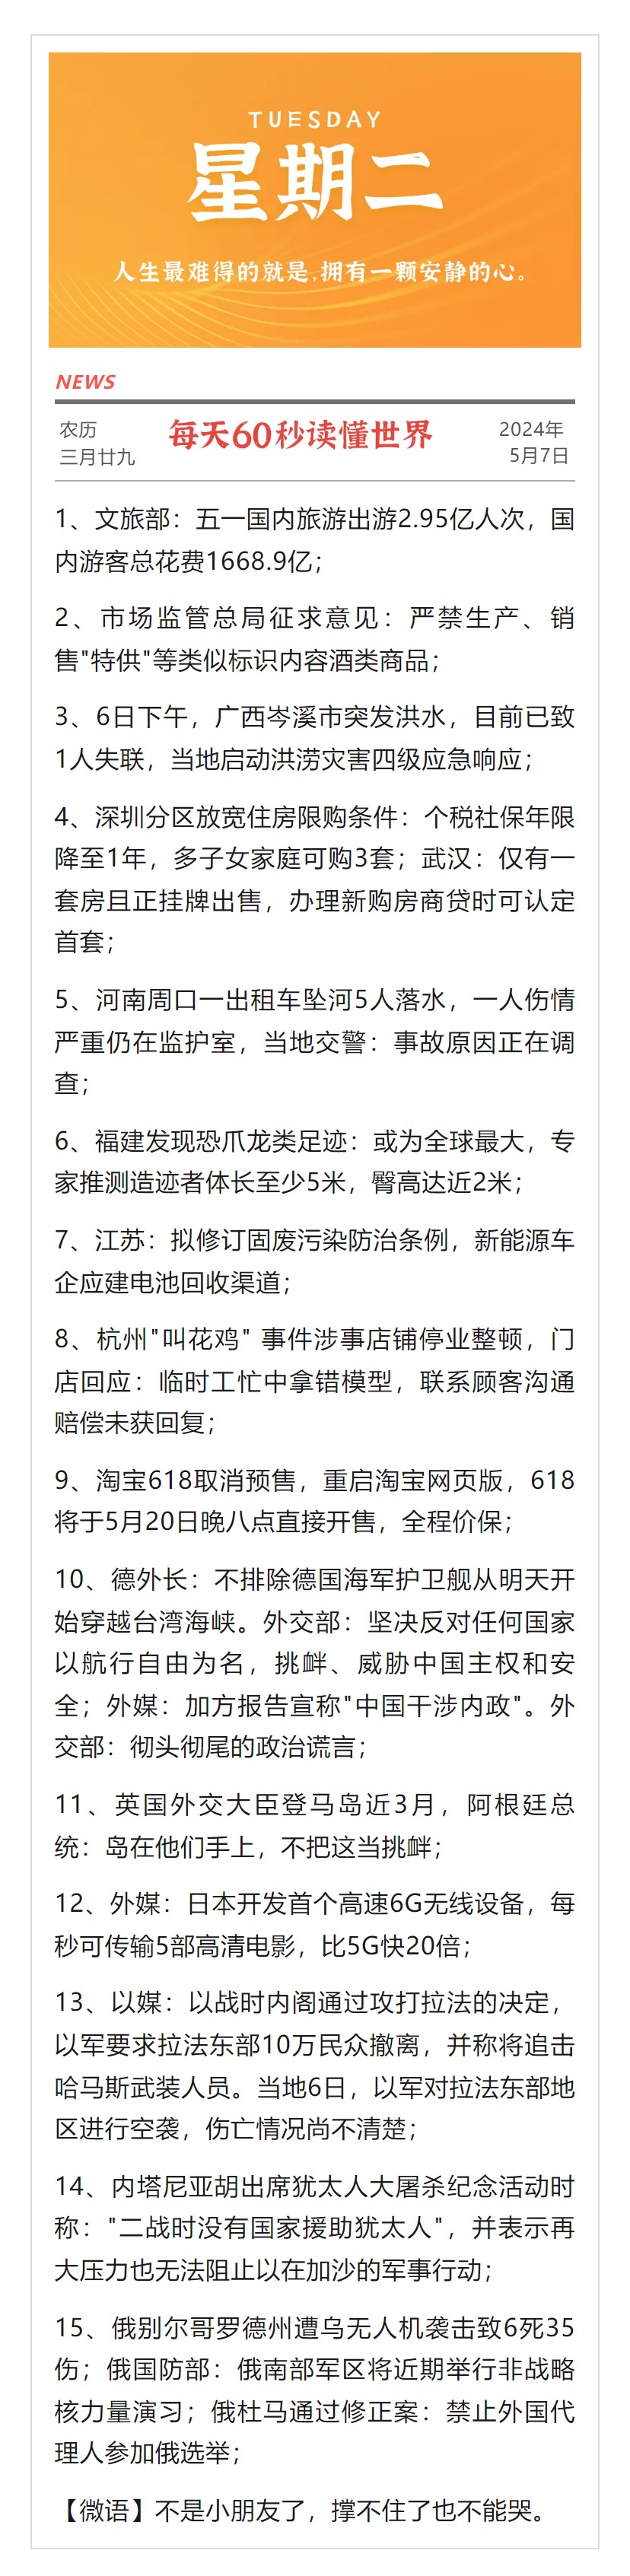 TUESDAY
星期二
人生最难得的就是,拥有一颗安静的心。
NEWS
农历
三月廿九
每天60秒读懂世界
2024年
5月7日
1、文旅部：五一国内旅游出游2.95亿人次，国
内游客总花费1668.9亿；
2、市场监管总局征求意见：严禁生产、销
售"特供"等类似标识内容酒类商品；
3、6日下午，广西岑溪市突发洪水，目前已致
1人失联，当地启动洪涝灾害四级应急响应；
4、深圳分区放宽住房限购条件：个税社保年限
降至1年，多子女家庭可购3套；武汉：仅有一
套房且正挂牌出售，办理新购房商贷时可认定
首套；
5、河南周口一出租车坠河5人落水，一人伤情
严重仍在监护室，当地交警：事故原因正在调
查；
6、福建发现恐爪龙类足迹：或为全球最大，专
家推测造迹者体长至少5米，臀高达近2米；
7、江苏：拟修订固废污染防治条例，新能源车
企应建电池回收渠道；
8、杭州"叫花鸡" 事件涉事店铺停业整顿，门
店回应：临时工忙中拿错模型，联系顾客沟通
赔偿未获回复；
9、淘宝618取消预售，重启淘宝网页版，618
将于5月20日晚八点直接开售，全程价保；
10、德外长：不排除德国海军护卫舰从明天开
始穿越台湾海峡。外交部：坚决反对任何国家
以航行自由为名，挑衅、威胁中国主权和安
全；外媒：加方报告宣称"中国干涉内政"。外
交部：彻头彻尾的政治谎言；
11、英国外交大臣登马岛近3月，阿根廷总
统：岛在他们手上，不把这当挑衅；
12、外媒：日本开发首个高速6G无线设备，每
秒可传输5部高清电影，比5G快20倍；
13、以媒：以战时内阁通过攻打拉法的决定，
以军要求拉法东部10万民众撤离，并称将追击
哈马斯武装人员。当地6日，以军对拉法东部地
区进行空袭，伤亡情况尚不清楚；
14、内塔尼亚胡出席犹太人大屠杀纪念活动时
称："二战时没有国家援助犹太人"，并表示再
大压力也无法阻止以在加沙的军事行动；
15、俄别尔哥罗德州遭乌无人机袭击致6死35
伤；俄国防部：俄南部军区将近期举行非战略
核力量演习；俄杜马通过修正案：禁止外国代
理人参加俄选举；
【微语】不是小朋友了，撑不住了也不能哭。